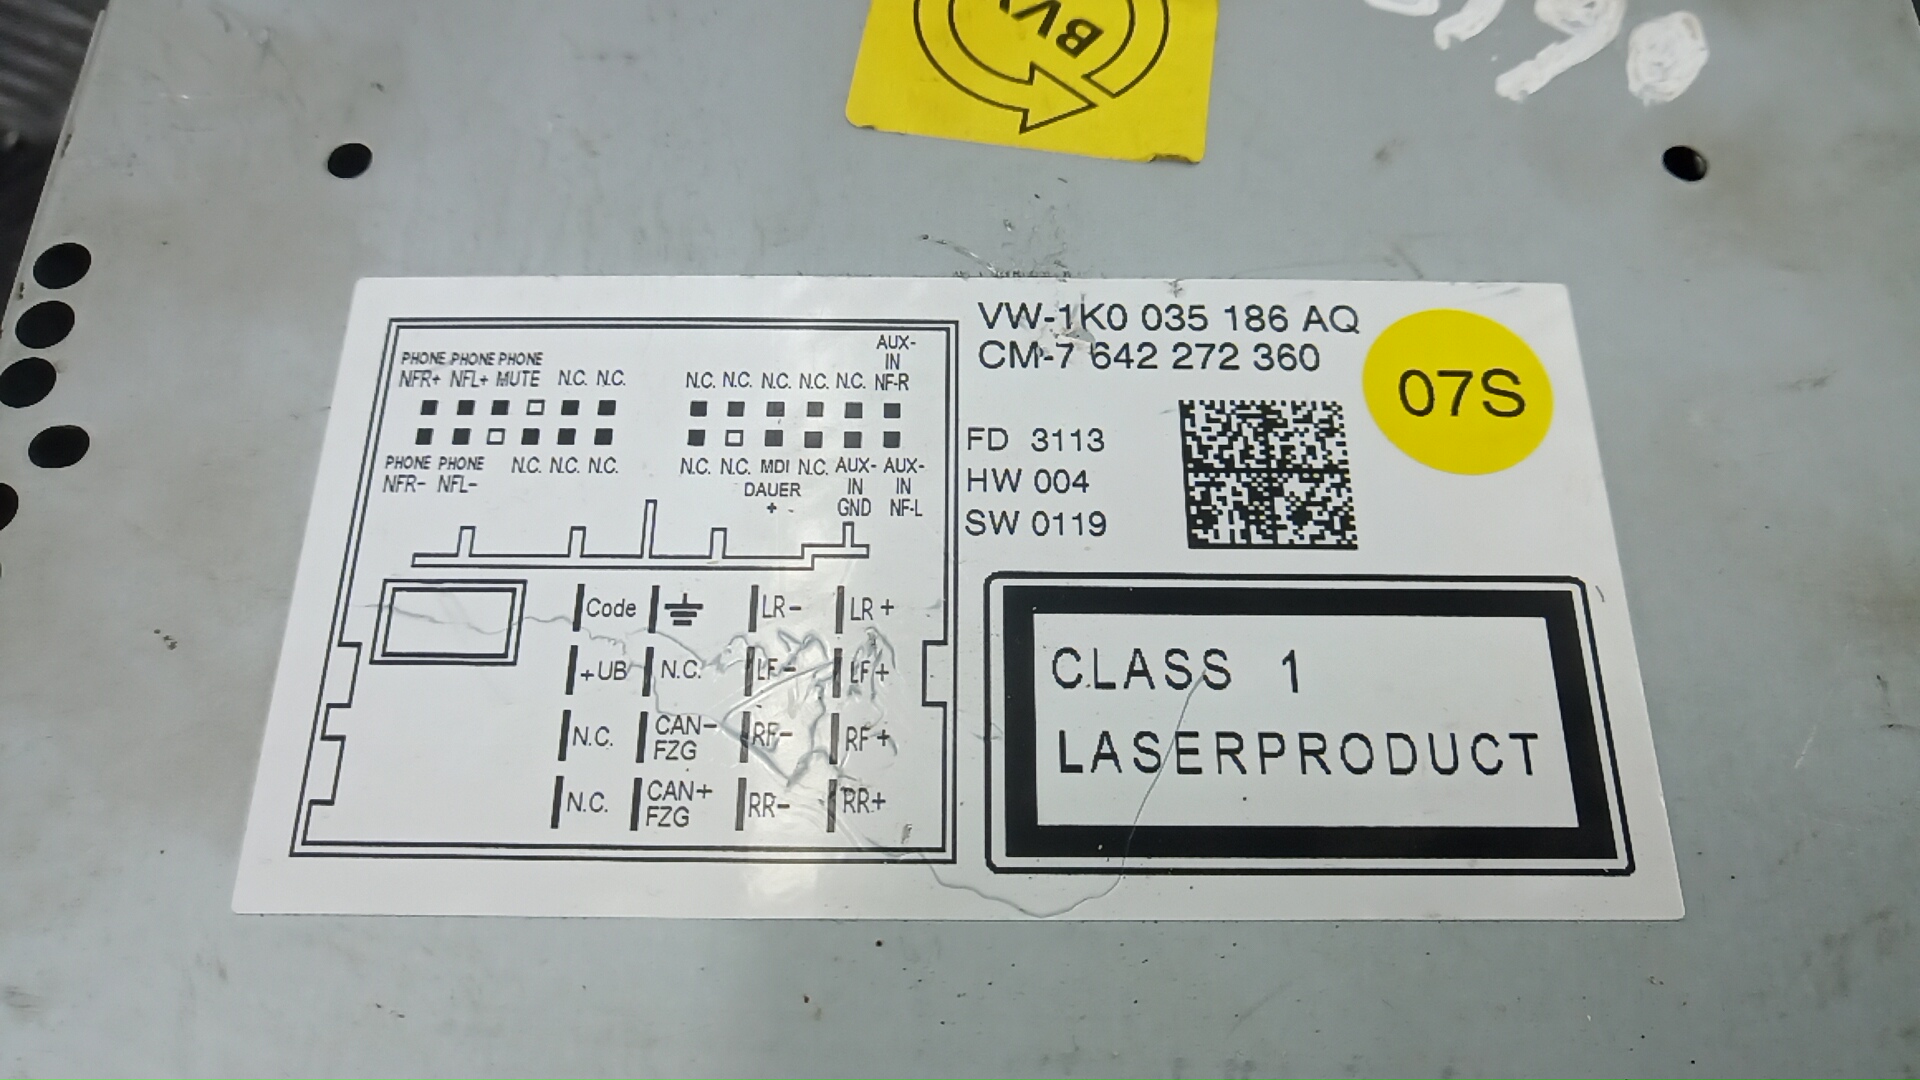 BVX
VW-1K0 035 186 AQ
CM-7 642 272 360
07S
FD 3113
HW 004
SW 0119
CLASS 1
LASERPRODUCT
AUX-
IN
PHONE PHONE PHONE
NFR+ NFL+ MUTE N.C. N.C. N.C. N.C. N.C. N.C. N.C. NF-R
PHONE PHONE N.C. N.C. N.C. N.C. N.C. MDI N.C. AUX- AUX-
NFR- NFL- DAUER IN IN
+ - GND NF-L
Code LR- LR+
+UB N.C. LF- LF+
N.C. CAN- FZG RF- RF+
N.C. CAN+ FZG RR- RR+